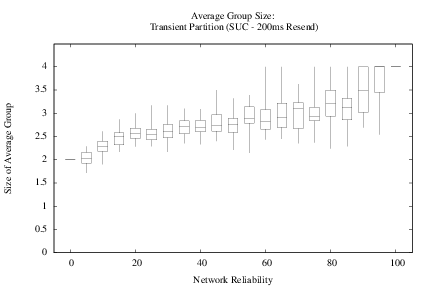 Average Group Size:
Transient Partition (SUC - 200ms Resend)
Size of Average Group
4
3.5
3
2.5
2
1.5
1
0.5
0
0 20 40 60 80 100
Network Reliability